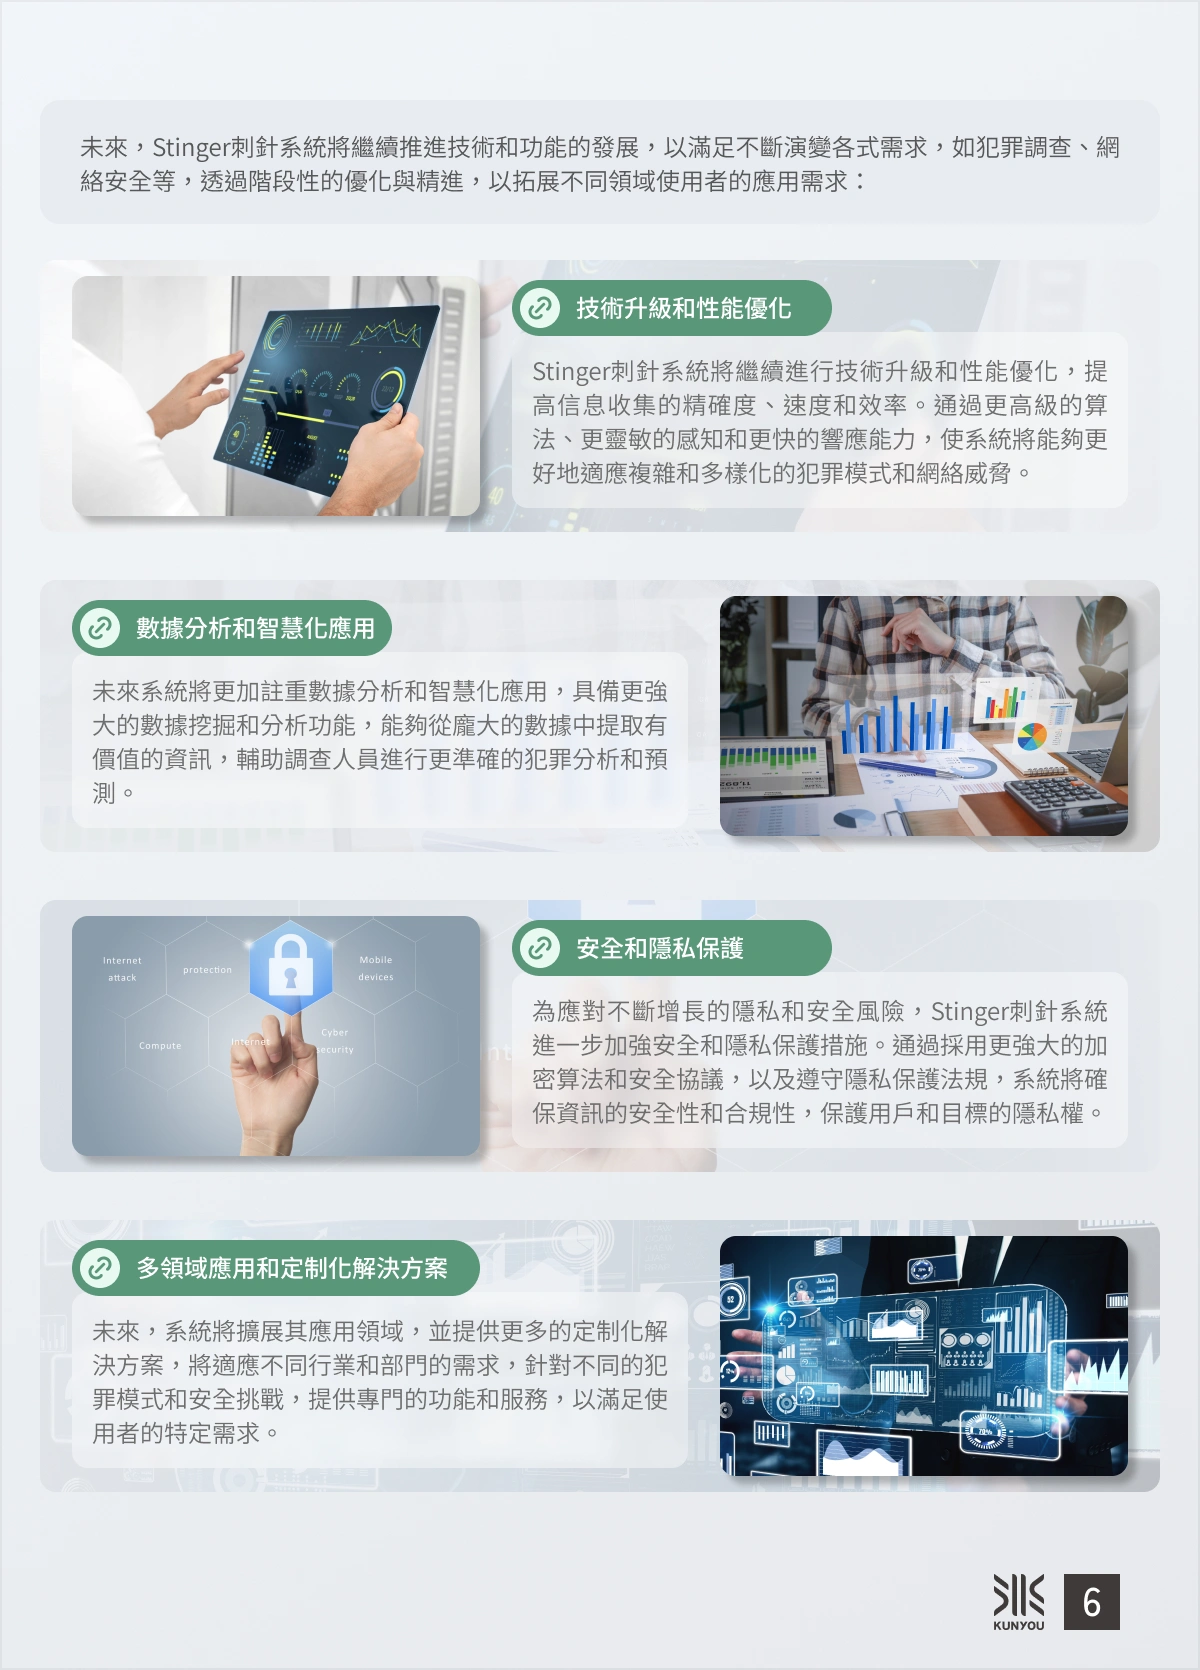 未來，Stinger刺針系統將繼續推進技術和功能的發展，以滿足不斷演變各式需求，如犯罪調查、網
絡安全等，透過階段性的優化與精進，以拓展不同領域使用者的應用需求：
技術升級和性能優化
Stinger刺針系統將繼續進行技術升級和性能優化，提
高信息收集的精確度、速度和效率。通過更高級的算
法、更靈敏的感知和更快的響應能力，使系統將能夠更
好地適應複雜和多樣化的犯罪模式和網絡威脅。
數據分析和智慧化應用
未來系統將更加註重數據分析和智慧化應用，具備更強
大的數據挖掘和分析功能，能夠從龐大的數據中提取有
價值的資訊，輔助調查人員進行更準確的犯罪分析和預
測。
Internet
attack
protection
Mobile
devices
Compute
Internet
Cyber
security
安全和隱私保護
為應對不斷增長的隱私和安全風險，Stinger刺針系統
進一步加強安全和隱私保護措施。通過採用更強大的加
密算法和安全協議，以及遵守隱私保護法規，系統將確
保資訊的安全性和合規性，保護用戶和目標的隱私權。
多領域應用和定制化解決方案
未來，系統將擴展其應用領域，並提供更多的定制化解
決方案，將適應不同行業和部門的需求，針對不同的犯
罪模式和安全挑戰，提供專門的功能和服務，以滿足使
用者的特定需求。
52
70%
KUNYOU
6